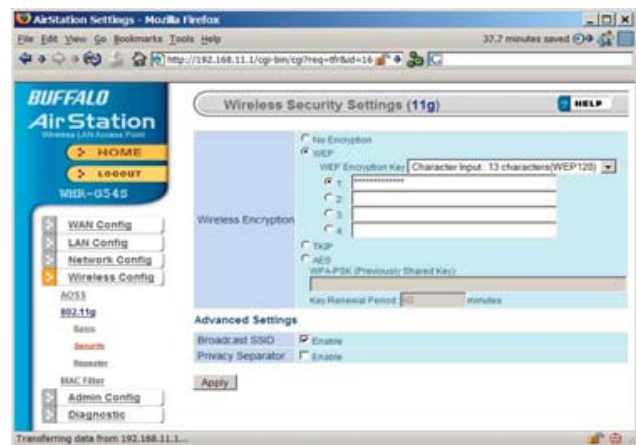 AirStation Settings - Mozilla Firefox
File Edit View Go Bookmarks Tools Help
37.7 minutes saved
http://192.168.11.1/cgi-bin/cgi?req=tfr&id=16
BUFFALO
AirStation
Wireless LAN Access Point
HOME
LOGOUT
WHR-G54S
WAN Config
LAN Config
Network Config
Wireless Config
AOSS
802.11g
Basic
Security
Repeater
MAC Filter
Admin Config
Diagnostic
Wireless Security Settings (11g)
HELP
Wireless Encryption
No Encryption
WEP
WEP Encryption Key Character Input : 13 characters(WEP128)
1: *************
2:
3:
4:
TKIP
AES
WPA-PSK (Previously Shared Key)
Key Renewal Period 60 minutes
Advanced Settings
Broadcast SSID Enable
Privacy Separator Enable
Apply
Transferring data from 192.168.11.1...